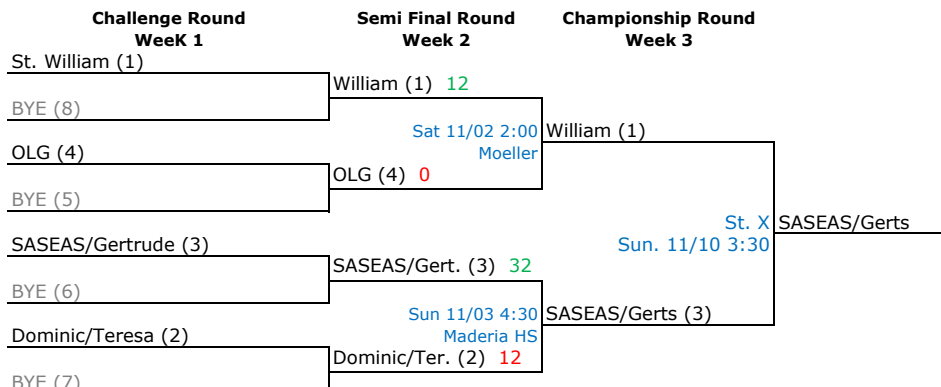 Challenge Round
WeeK 1
Semi Final Round
Week 2
Championship Round
Week 3
St. William (1)
William (1) 12
BYE (8)
Sat 11/02 2:00
William (1)
Moeller
OLG (4)
OLG (4) 0
BYE (5)
St. X
SASEAS/Gerts
Sun. 11/10 3:30
SASEAS/Gertrude (3)
SASEAS/Gert. (3) 32
BYE (6)
Sun 11/03 4:30
SASEAS/Gerts (3)
Maderia HS
Dominic/Teresa (2)
Dominic/Ter. (2) 12
BYE (7)